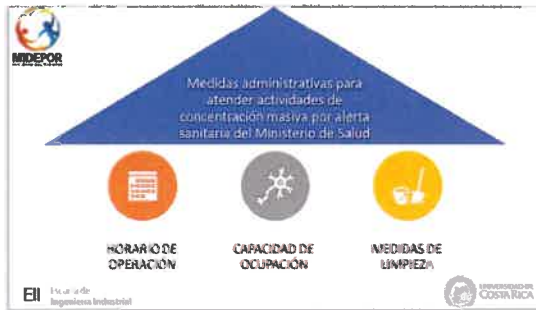 MIDEPOR
Medidas administrativas para
atender actividades de
concentración masiva por alerta
sanitaria del Ministerio de Salud
HORARIO DE
OPERACIÓN
CAPACIDAD DE
OCUPACIÓN
MEDIDAS DE
LIMPIEZA
EII
Escuela de
Ingeniería Industrial
UNIVERSIDAD DE
COSTA RICA